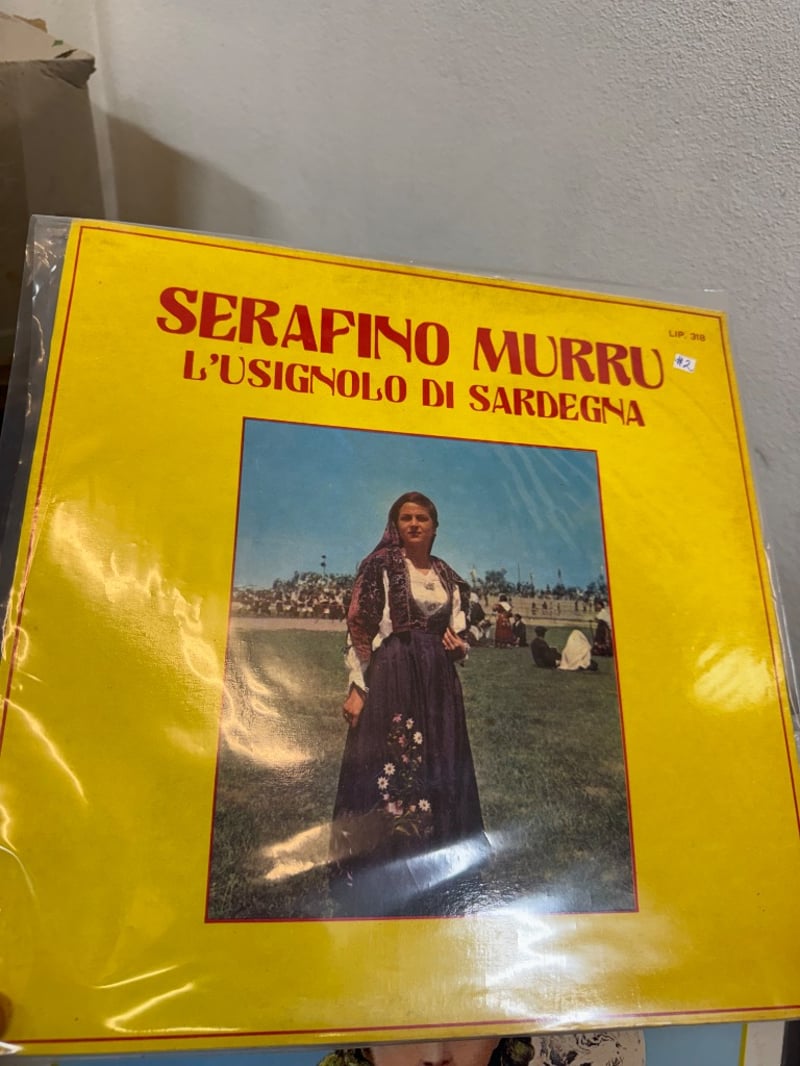 SERAFINO MURRU
LIP. 318
#2
L'USIGNOLO DI SARDEGNA